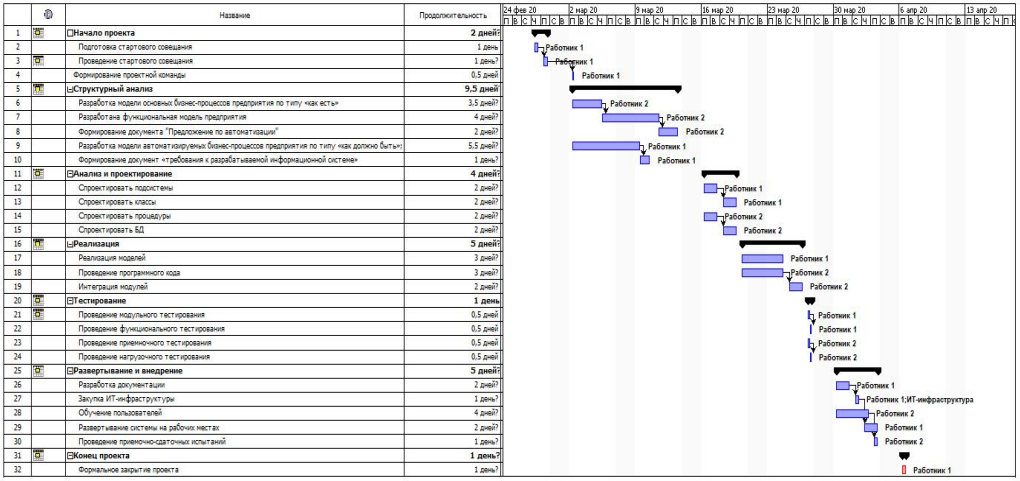 Название Продолжительность 24 фев 20 2 мар 20 9 мар 20 16 мар 20 23 мар 20 30 мар 20 6 апр 20 13 апр 20
П В С Ч П С В П В С Ч П С В П В С Ч П С В П В С Ч П С В П В С Ч П С В П В С Ч П С В П В С Ч П С В П В С Ч
1 Начало проекта 2 дней?
2 Подготовка стартового совещания 1 день Работник 1
3 Проведение стартового совещания 1 день? Работник 1
4 Формирование проектной команды 0,5 дней Работник 1
5 Структурный анализ 9,5 дней?
6 Разработка модели основных бизнес-процессов предприятия по типу «как есть» 3,5 дней? Работник 2
7 Разработана функциональная модель предприятия 4 дней? Работник 2
8 Формирование документа "Предложение по автоматизации" 2 дней? Работник 2
9 Разработка модели автоматизируемых бизнес-процессов предприятия по типу «как должно быть»: 5,5 дней? Работник 1
10 Формирование документ «требования к разрабатываемой информационной системе» 1 день? Работник 1
11 Анализ и проектирование 4 дней?
12 Спроектировать подсистемы 2 дней? Работник 1
13 Спроектировать классы 2 дней? Работник 1
14 Спроектировать процедуры 2 дней? Работник 2
15 Спроектировать БД 2 дней? Работник 2
16 Реализация 5 дней?
17 Реализация моделей 3 дней? Работник 1
18 Проведение программного кода 3 дней? Работник 2
19 Интеграция модулей 2 дней? Работник 2
20 Тестирование 1 день
21 Проведение модульного тестирования 0,5 дней Работник 1
22 Проведение функционального тестирования 0,5 дней Работник 1
23 Проведение приемночного тестирования 0,5 дней Работник 2
24 Проведение нагрузочного тестирования 0,5 дней Работник 2
25 Развертывание и внедрение 5 дней?
26 Разработка документации 2 дней? Работник 1
27 Закупка ИТ-инфраструктуры 1 день? Работник 1;ИТ-инфраструктура
28 Обучение пользователей 4 дней? Работник 2
29 Развертывание системы на рабочих местах 2 дней? Работник 1
30 Проведение приемочно-сдаточных испытаний 1 день? Работник 2
31 Конец проекта 1 день?
32 Формальное закрытие проекта 1 день? Работник 1